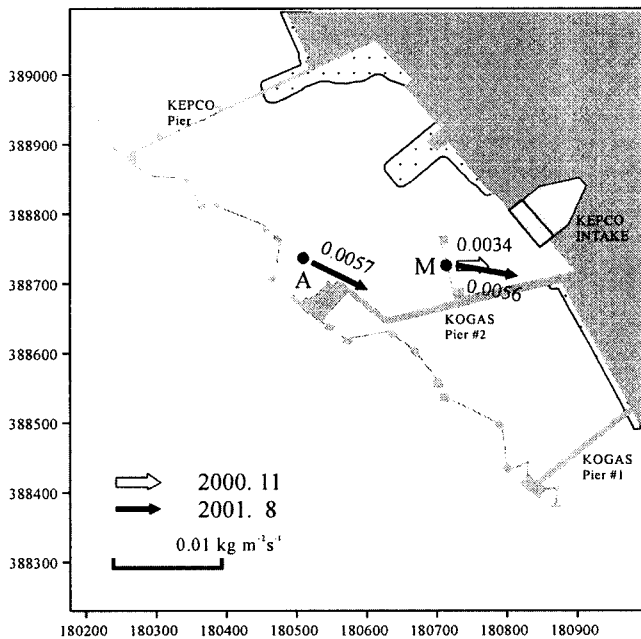 389000
388900
388800
388700
388600
388500
388400
388300
KEPCO
Pier
KEPCO
INTAKE
0.0057
0.0034
A
M
0.0056
KOGAS
Pier #2
KOGAS
Pier #1
2000. 11
2001. 8
0.01 kg m⁻²s⁻¹
180200 180300 180400 180500 180600 180700 180800 180900